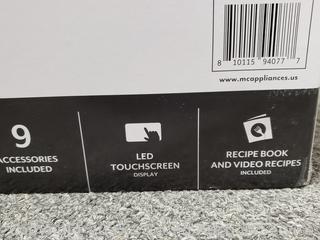 8 10115 94077 7
www.mcappliances.us
9
ACCESSORIES
INCLUDED
LED
TOUCHSCREEN
DISPLAY
RECIPE BOOK
AND VIDEO RECIPES
INCLUDED